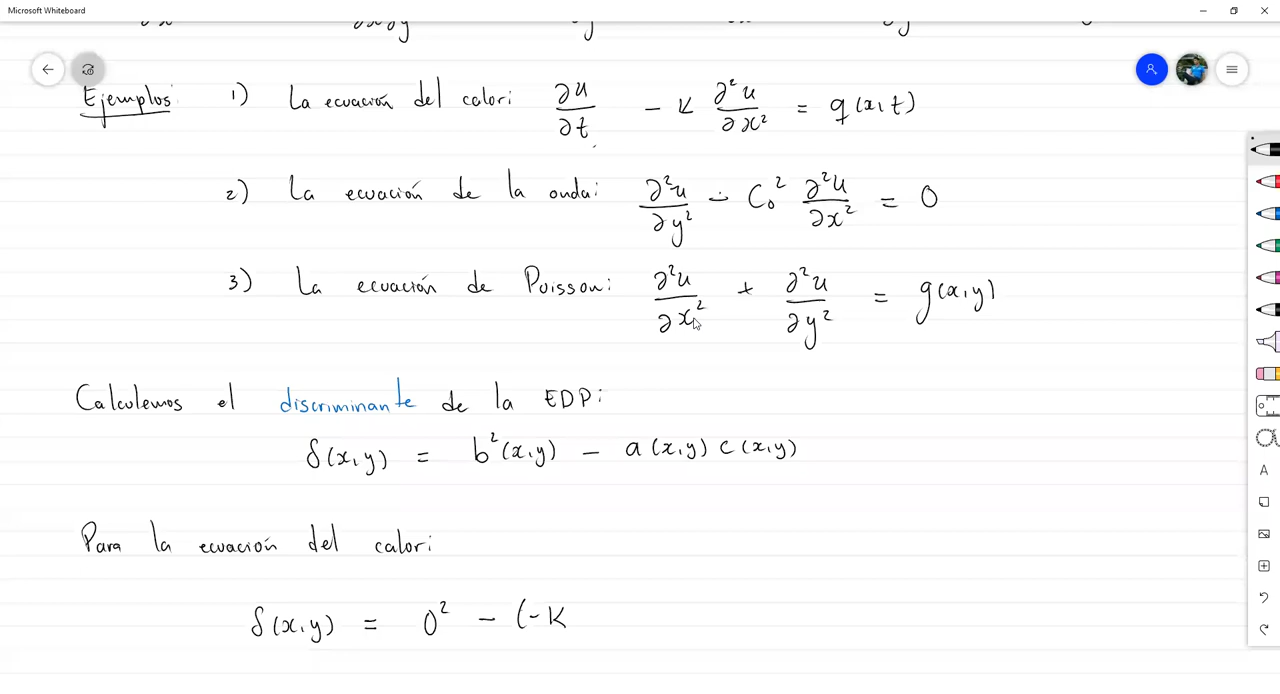 Microsoft Whiteboard
Ejemplos: 1) La ecuación del calor: ∂u/∂t - K ∂²u/∂x² = q(x,t)
2) La ecuación de la onda: ∂²u/∂y² - C₀² ∂²u/∂x² = 0
3) La ecuación de Poisson: ∂²u/∂x² + ∂²u/∂y² = g(x,y)
Calculemos el discriminante de la EDP:
δ(x,y) = b²(x,y) - a(x,y) c(x,y)
Para la ecuación del calor:
δ(x,y) = 0² - (-K